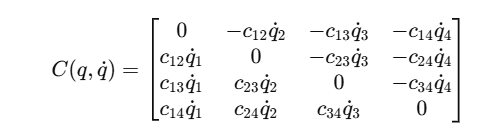 C(q, q̇) = [ 0 −c₁₂q̇₂ −c₁₃q̇₃ −c₁₄q̇₄
c₁₂q̇₁ 0 −c₂₃q̇₃ −c₂₄q̇₄
c₁₃q̇₁ c₂₃q̇₂ 0 −c₃₄q̇₄
c₁₄q̇₁ c₂₄q̇₂ c₃₄q̇₃ 0 ]